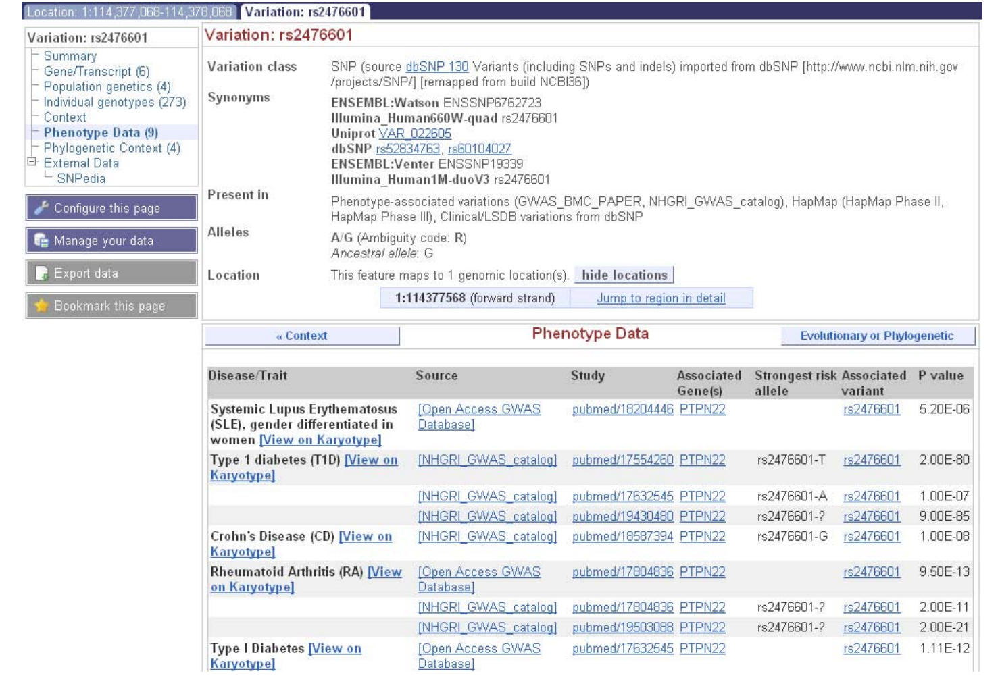 Location: 1:114,377,068-114,378,068 Variation: rs2476601
Variation: rs2476601
Summary
Gene/Transcript (6)
Population genetics (4)
Individual genotypes (273)
Context
Phenotype Data (9)
Phylogenetic Context (4)
External Data
SNPedia
Configure this page
Manage your data
Export data
Bookmark this page
Variation: rs2476601
Variation class SNP (source dbSNP 130 Variants (including SNPs and indels) imported from dbSNP [http://www.ncbi.nlm.nih.gov
/projects/SNP/] [remapped from build NCBI36])
Synonyms
ENSEMBL:Watson ENSSNP6762723
Illumina_Human660W-quad rs2476601
Uniprot VAR_022605
dbSNP rs52834763, rs60104027
ENSEMBL:Venter ENSSNP19339
Illumina_Human1M-duoV3 rs2476601
Present in
Phenotype-associated variations (GWAS_BMC_PAPER, NHGRI_GWAS_catalog), HapMap (HapMap Phase II,
HapMap Phase III), Clinical/LSDB variations from dbSNP
Alleles
A/G (Ambiguity code: R)
Ancestral allele: G
Location This feature maps to 1 genomic location(s). hide locations
1:114377568 (forward strand) Jump to region in detail
« Context Phenotype Data Evolutionary or Phylogenetic
Disease/Trait Source Study Associated Strongest risk Associated P value
Gene(s) allele variant
Systemic Lupus Erythematosus [Open Access GWAS pubmed/18204446 PTPN22 rs2476601 5.20E-06
(SLE), gender differentiated in Database]
women [View on Karyotype]
Type 1 diabetes (T1D) [View on [NHGRI_GWAS_catalog] pubmed/17554260 PTPN22 rs2476601-T rs2476601 2.00E-80
Karyotype]
[NHGRI_GWAS_catalog] pubmed/17632545 PTPN22 rs2476601-A rs2476601 1.00E-07
[NHGRI_GWAS_catalog] pubmed/19430480 PTPN22 rs2476601-? rs2476601 9.00E-85
Crohn's Disease (CD) [View on [NHGRI_GWAS_catalog] pubmed/18587394 PTPN22 rs2476601-G rs2476601 1.00E-08
Karyotype]
Rheumatoid Arthritis (RA) [View [Open Access GWAS pubmed/17804836 PTPN22 rs2476601 9.50E-13
on Karyotype] Database]
[NHGRI_GWAS_catalog] pubmed/17804836 PTPN22 rs2476601-? rs2476601 2.00E-11
[NHGRI_GWAS_catalog] pubmed/19503088 PTPN22 rs2476601-? rs2476601 2.00E-21
Type I Diabetes [View on [Open Access GWAS pubmed/17632545 PTPN22 rs2476601 1.11E-12
Karyotype] Database]